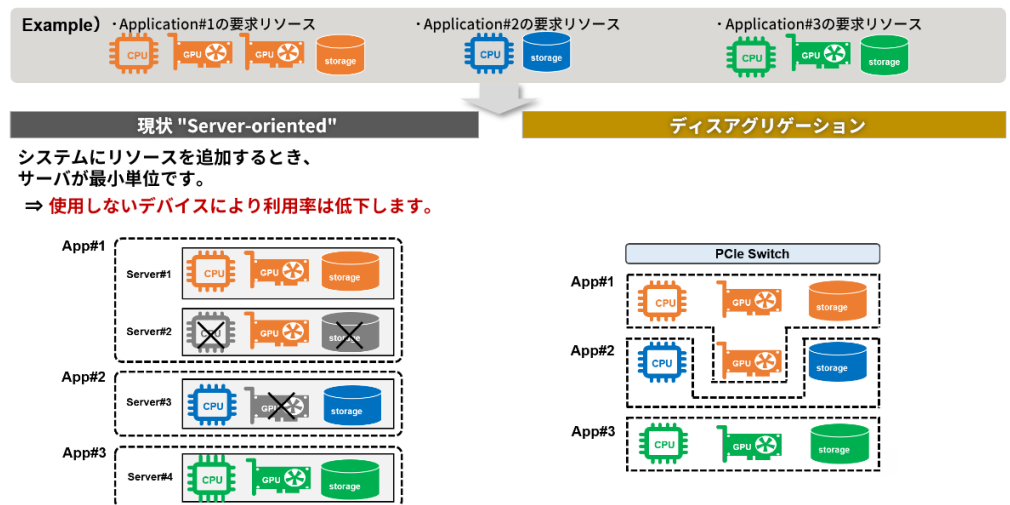 Example）
・Application#1の要求リソース
・Application#2の要求リソース
・Application#3の要求リソース
CPU
GPU
GPU
storage
CPU
storage
CPU
GPU
storage
現状 "Server-oriented"
システムにリソースを追加するとき、
サーバが最小単位です。
⇒ 使用しないデバイスにより利用率は低下します。
App#1
Server#1
CPU
GPU
storage
Server#2
CPU
GPU
storage
App#2
Server#3
CPU
GPU
storage
App#3
Server#4
CPU
GPU
storage
ディスアグリゲーション
PCIe Switch
App#1
CPU
GPU
storage
App#2
CPU
GPU
storage
App#3
CPU
GPU
storage